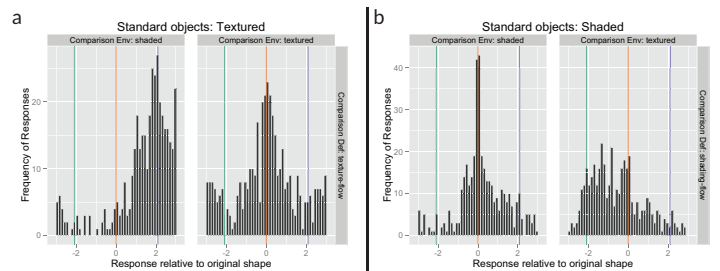 a
Standard objects: Textured
Comparison Env: shaded
Comparison Env: textured
Frequency of Responses
20
10
0
-2
0
2
-2
0
2
Comparison Def: texture-flow
Response relative to original shape
b
Standard objects: Shaded
Comparison Env: shaded
Comparison Env: textured
Frequency of Responses
40
30
20
10
0
-2
0
2
-2
0
2
Comparison Def: shading-flow
Response relative to original shape